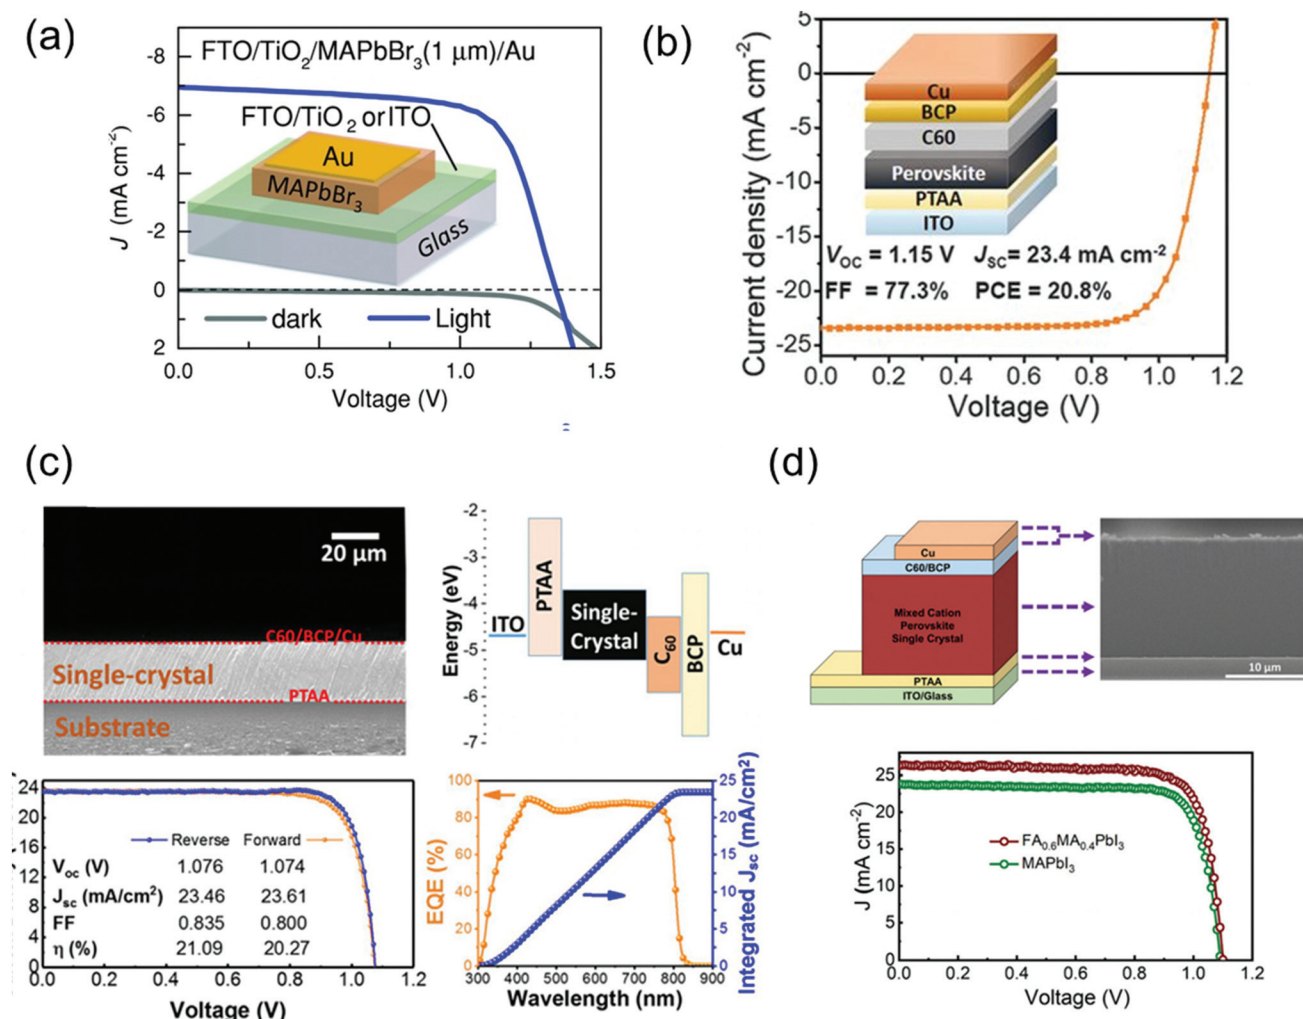 (a)
FTO/TiO2/MAPbBr3(1 μm)/Au
FTO/TiO2 or ITO
Au
MAPbBr3
Glass
dark
Light
J (mA cm-2)
-8
-6
-4
-2
0
2
0.0 0.5 1.0 1.5
Voltage (V)
(b)
Cu
BCP
C60
Perovskite
PTAA
ITO
VOC = 1.15 V JSC= 23.4 mA cm-2
FF = 77.3% PCE = 20.8%
Current density (mA cm-2)
5
0
-5
-10
-15
-20
-25
0.0 0.2 0.4 0.6 0.8 1.0 1.2
Voltage (V)
(c)
20 μm
C60/BCP/Cu
Single-crystal
PTAA
Substrate
Energy (eV)
-2
-3
-4
-5
-6
-7
ITO
PTAA
Single-
Crystal
C60
BCP
Cu
24
20
16
12
8
4
0
Reverse Forward
Voc (V) 1.076 1.074
Jsc (mA/cm2) 23.46 23.61
FF 0.835 0.800
η (%) 21.09 20.27
0.0 0.2 0.4 0.6 0.8 1.0 1.2
Voltage (V)
EQE (%)
100
80
60
40
20
0
25
20
15
10
5
0
Integrated Jsc (mA/cm2)
300 400 500 600 700 800 900
Wavelength (nm)
(d)
Cu
C60/BCP
Mixed Cation
Perovskite
Single Crystal
PTAA
ITO/Glass
10 μm
J (mA cm-2)
25
20
15
10
5
0
FA0.6MA0.4PbI3
MAPbI3
0.0 0.2 0.4 0.6 0.8 1.0 1.2
Voltage (V)